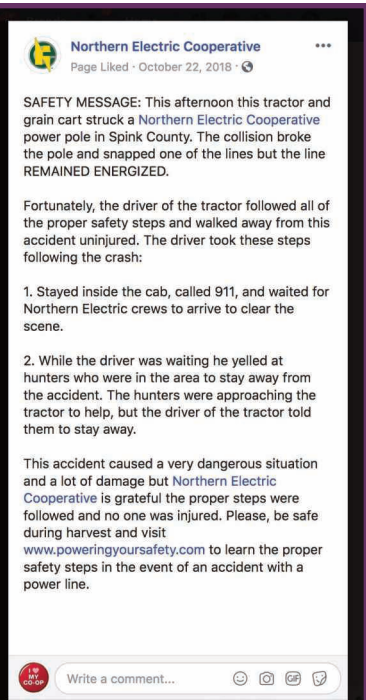 Northern Electric Cooperative
Page Liked · October 22, 2018 ·
SAFETY MESSAGE: This afternoon this tractor and
grain cart struck a Northern Electric Cooperative
power pole in Spink County. The collision broke
the pole and snapped one of the lines but the line
REMAINED ENERGIZED.
Fortunately, the driver of the tractor followed all of
the proper safety steps and walked away from this
accident uninjured. The driver took these steps
following the crash:
1. Stayed inside the cab, called 911, and waited for
Northern Electric crews to arrive to clear the
scene.
2. While the driver was waiting he yelled at
hunters who were in the area to stay away from
the accident. The hunters were approaching the
tractor to help, but the driver of the tractor told
them to stay away.
This accident caused a very dangerous situation
and a lot of damage but Northern Electric
Cooperative is grateful the proper steps were
followed and no one was injured. Please, be safe
during harvest and visit
www.poweringyoursafety.com to learn the proper
safety steps in the event of an accident with a
power line.
I
MY
CO-OP
Write a comment...
GIF